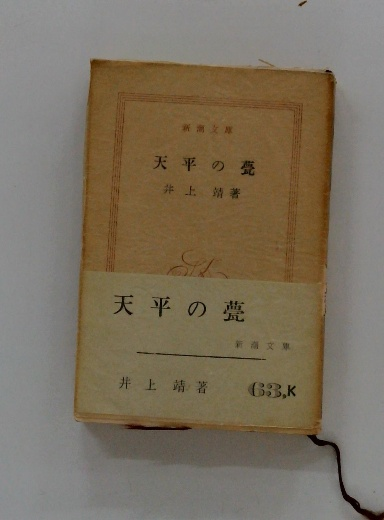 新潮文庫
天平の甍
井上 靖著
天平の甍
新潮文庫
井上靖著
63.K